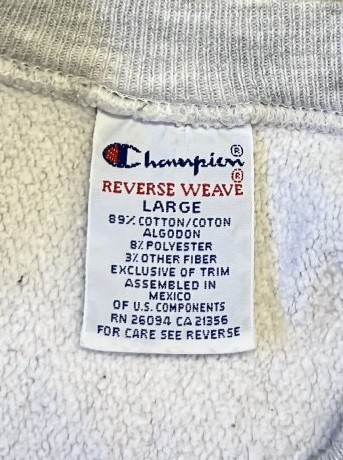 Champion®
REVERSE WEAVE®
LARGE
89% COTTON/COTON
ALGODON
8% POLYESTER
3% OTHER FIBER
EXCLUSIVE OF TRIM
ASSEMBLED IN
MEXICO
OF U.S. COMPONENTS
RN 26094 CA 21356
FOR CARE SEE REVERSE